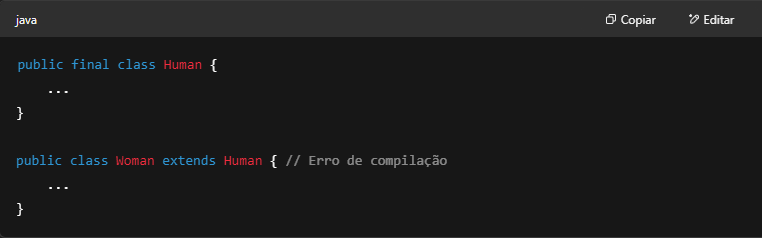 java Copiar Editar
public final class Human {
...
}
public class Woman extends Human { // Erro de compilação
...
}